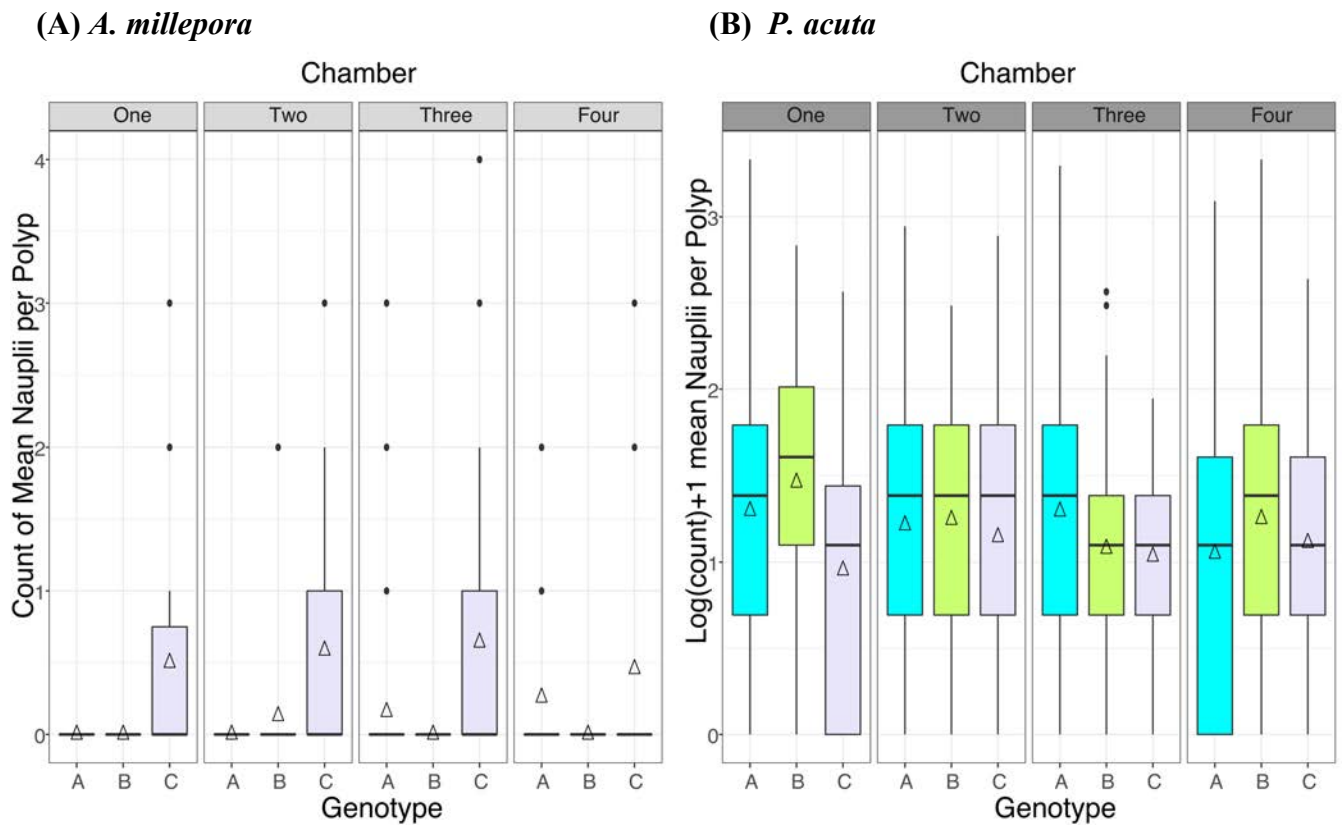 (A) A. millepora
Chamber
One Two Three Four
Count of Mean Nauplii per Polyp
4
3
2
1
0
A B C A B C A B C A B C
Genotype
(B) P. acuta
Chamber
One Two Three Four
Log(count)+1 mean Nauplii per Polyp
3
2
1
0
A B C A B C A B C A B C
Genotype